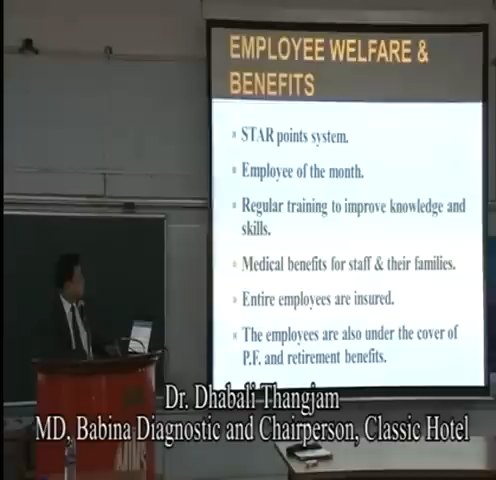 EMPLOYEE WELFARE &
BENEFITS
STAR points system.
Employee of the month.
Regular training to improve knowledge and
skills.
Medical benefits for staff & their families.
Entire employees are insured.
The employees are also under the cover of
P.F. and retirement benefits.
Dr. Dhabali Thangjam
MD, Babina Diagnostic and Chairperson, Classic Hotel